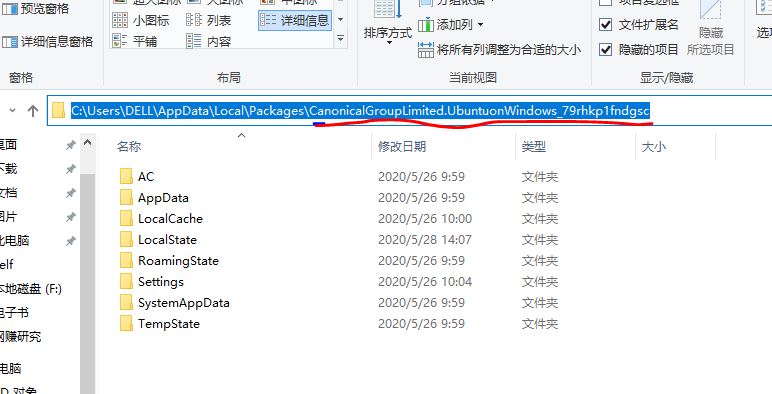 预览窗格
详细信息窗格
窗格
超大图标
大图标
中图标
小图标
列表
详细信息
平铺
内容
布局
排序方式
分组依据
添加列
将所有列调整为合适的大小
当前视图
项目复选框
文件扩展名
隐藏的项目
隐藏
所选项目
显示/隐藏
选项
C:\Users\DELL\AppData\Local\Packages\CanonicalGroupLimited.UbuntuonWindows_79rhkp1fndgsc
名称 修改日期 类型 大小
AC 2020/5/26 9:59 文件夹
AppData 2020/5/26 9:59 文件夹
LocalCache 2020/5/26 10:00 文件夹
LocalState 2020/5/28 14:07 文件夹
RoamingState 2020/5/26 9:59 文件夹
Settings 2020/5/26 10:04 文件夹
SystemAppData 2020/5/26 9:59 文件夹
TempState 2020/5/26 9:59 文件夹
桌面
下载
文档
图片
此电脑
elf
本地磁盘 (F:)
电子书
网赚研究
电脑
D 对象